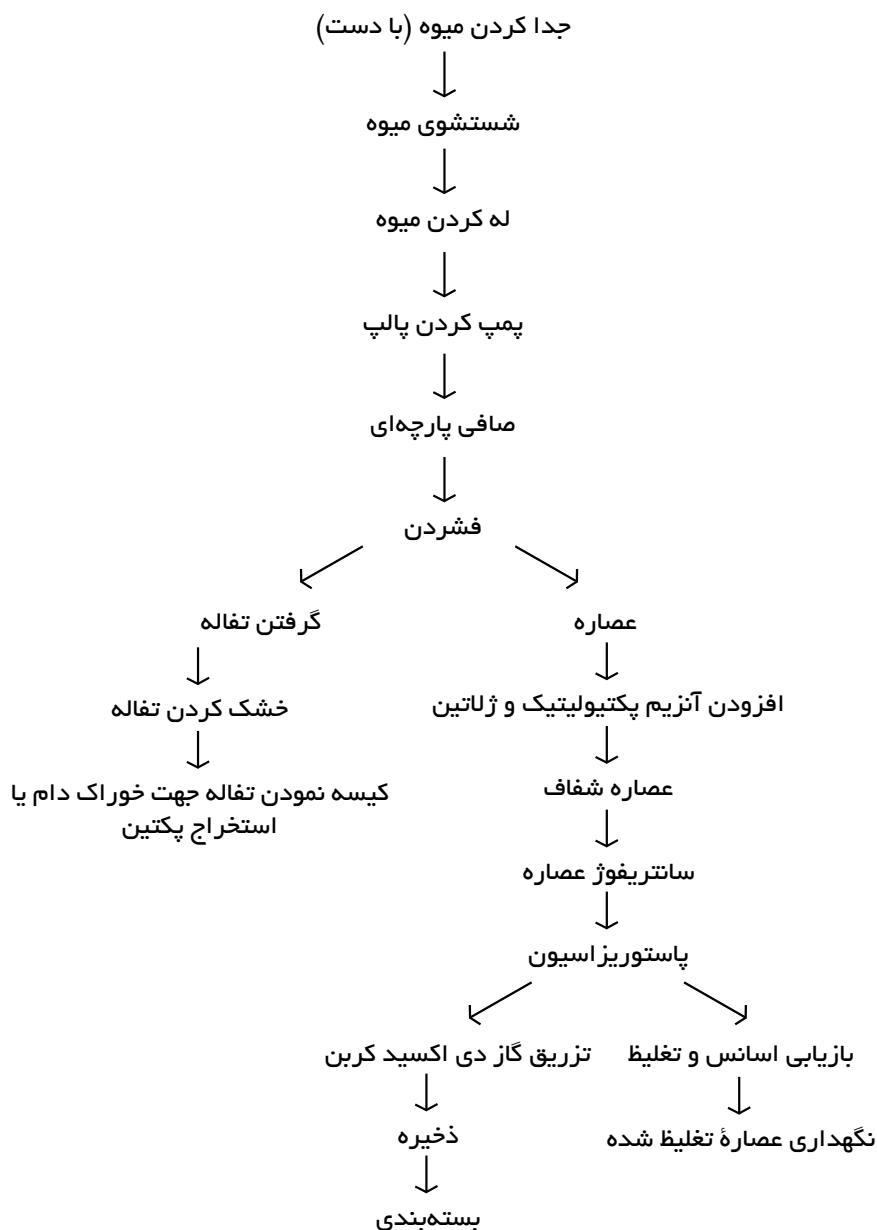 جدا کردن میوه (با دست)
شستشوی میوه
له کردن میوه
پمپ کردن پالپ
صافی پارچه‌ای
فشردن
عصاره
گرفتن تفاله
افزودن آنزیم پکتیولیتیک و ژلاتین
خشک کردن تفاله
عصاره شفاف
کیسه نمودن تفاله جهت خوراک دام یا
استخراج پکتین
سانتریفوژ عصاره
پاستوریزاسیون
بازیابی اسانس و تغلیظ
تزریق گاز دی اکسید کربن
نگهداری عصارهٔ تغلیظ شده
ذخیره
بسته‌بندی